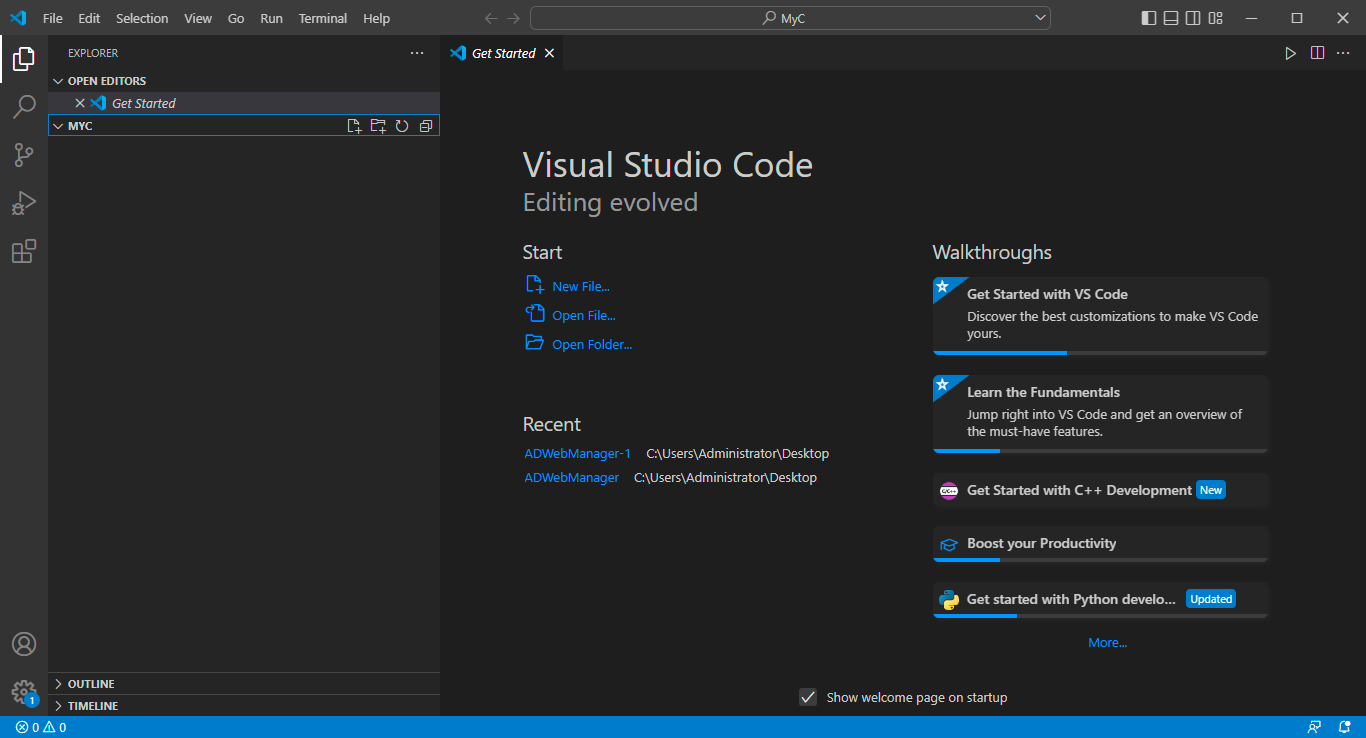 File Edit Selection View Go Run Terminal Help MyC
EXPLORER
OPEN EDITORS
Get Started
MYC
OUTLINE
TIMELINE
Get Started
Visual Studio Code
Editing evolved
Start
New File...
Open File...
Open Folder...
Recent
ADWebManager-1 C:\Users\Administrator\Desktop
ADWebManager C:\Users\Administrator\Desktop
Walkthroughs
Get Started with VS Code
Discover the best customizations to make VS Code
yours.
Learn the Fundamentals
Jump right into VS Code and get an overview of
the must-have features.
C/C++ Get Started with C++ Development New
Boost your Productivity
Get started with Python develo... Updated
More...
Show welcome page on startup
1
0 0